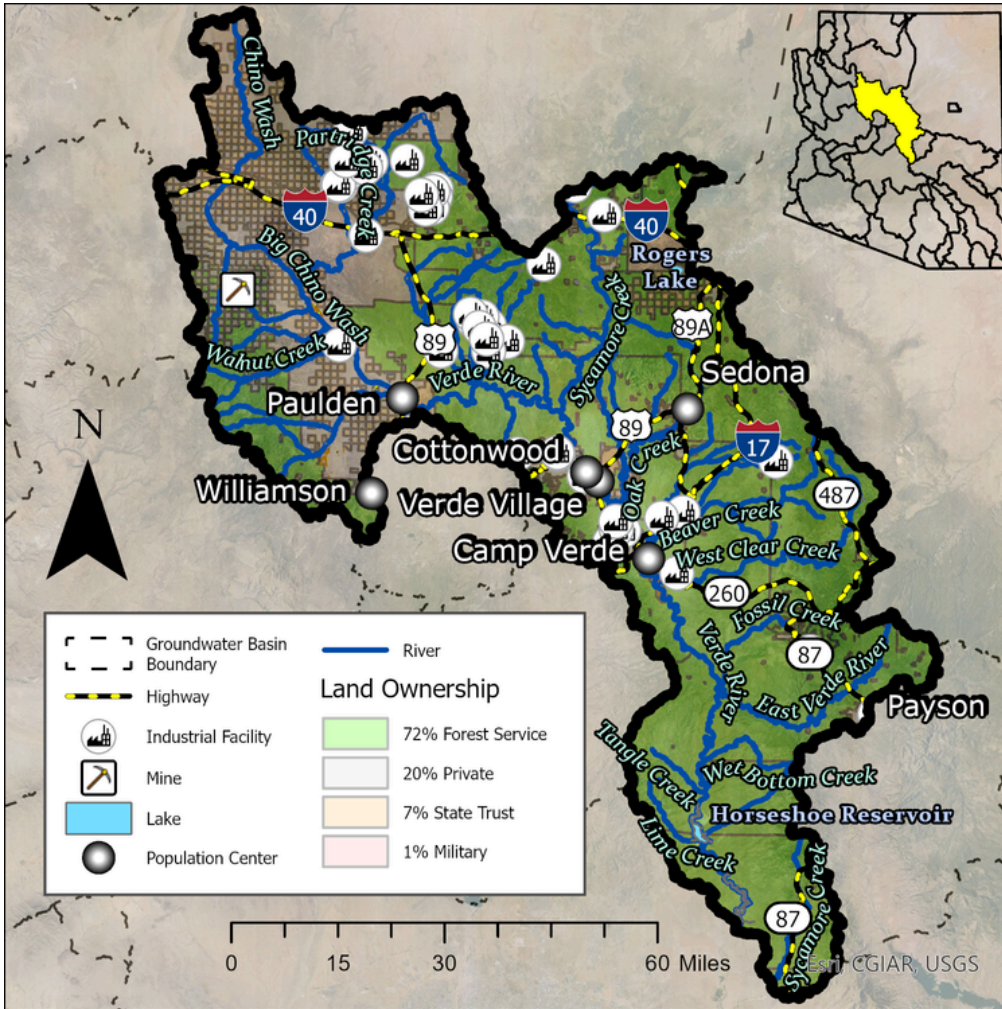 Chino Wash
Partridge Creek
40
40
Rogers
Lake
Big Chino Wash
Sycamore Creek
89A
89
Walnut Creek
Verde River
Sedona
Paulden
89
17
Cottonwood
Oak Creek
N
Williamson
Verde Village
487
Beaver Creek
Camp Verde
West Clear Creek
260
Fossil Creek
87
Verde River
East Verde River
Payson
Tangle Creek
Wet Bottom Creek
Horseshoe Reservoir
Lime Creek
87
Sycamore Creek
Groundwater Basin
Boundary
Highway
Industrial Facility
Mine
Lake
Population Center
River
Land Ownership
72% Forest Service
20% Private
7% State Trust
1% Military
0 15 30 60 Miles
Esri, CGIAR, USGS